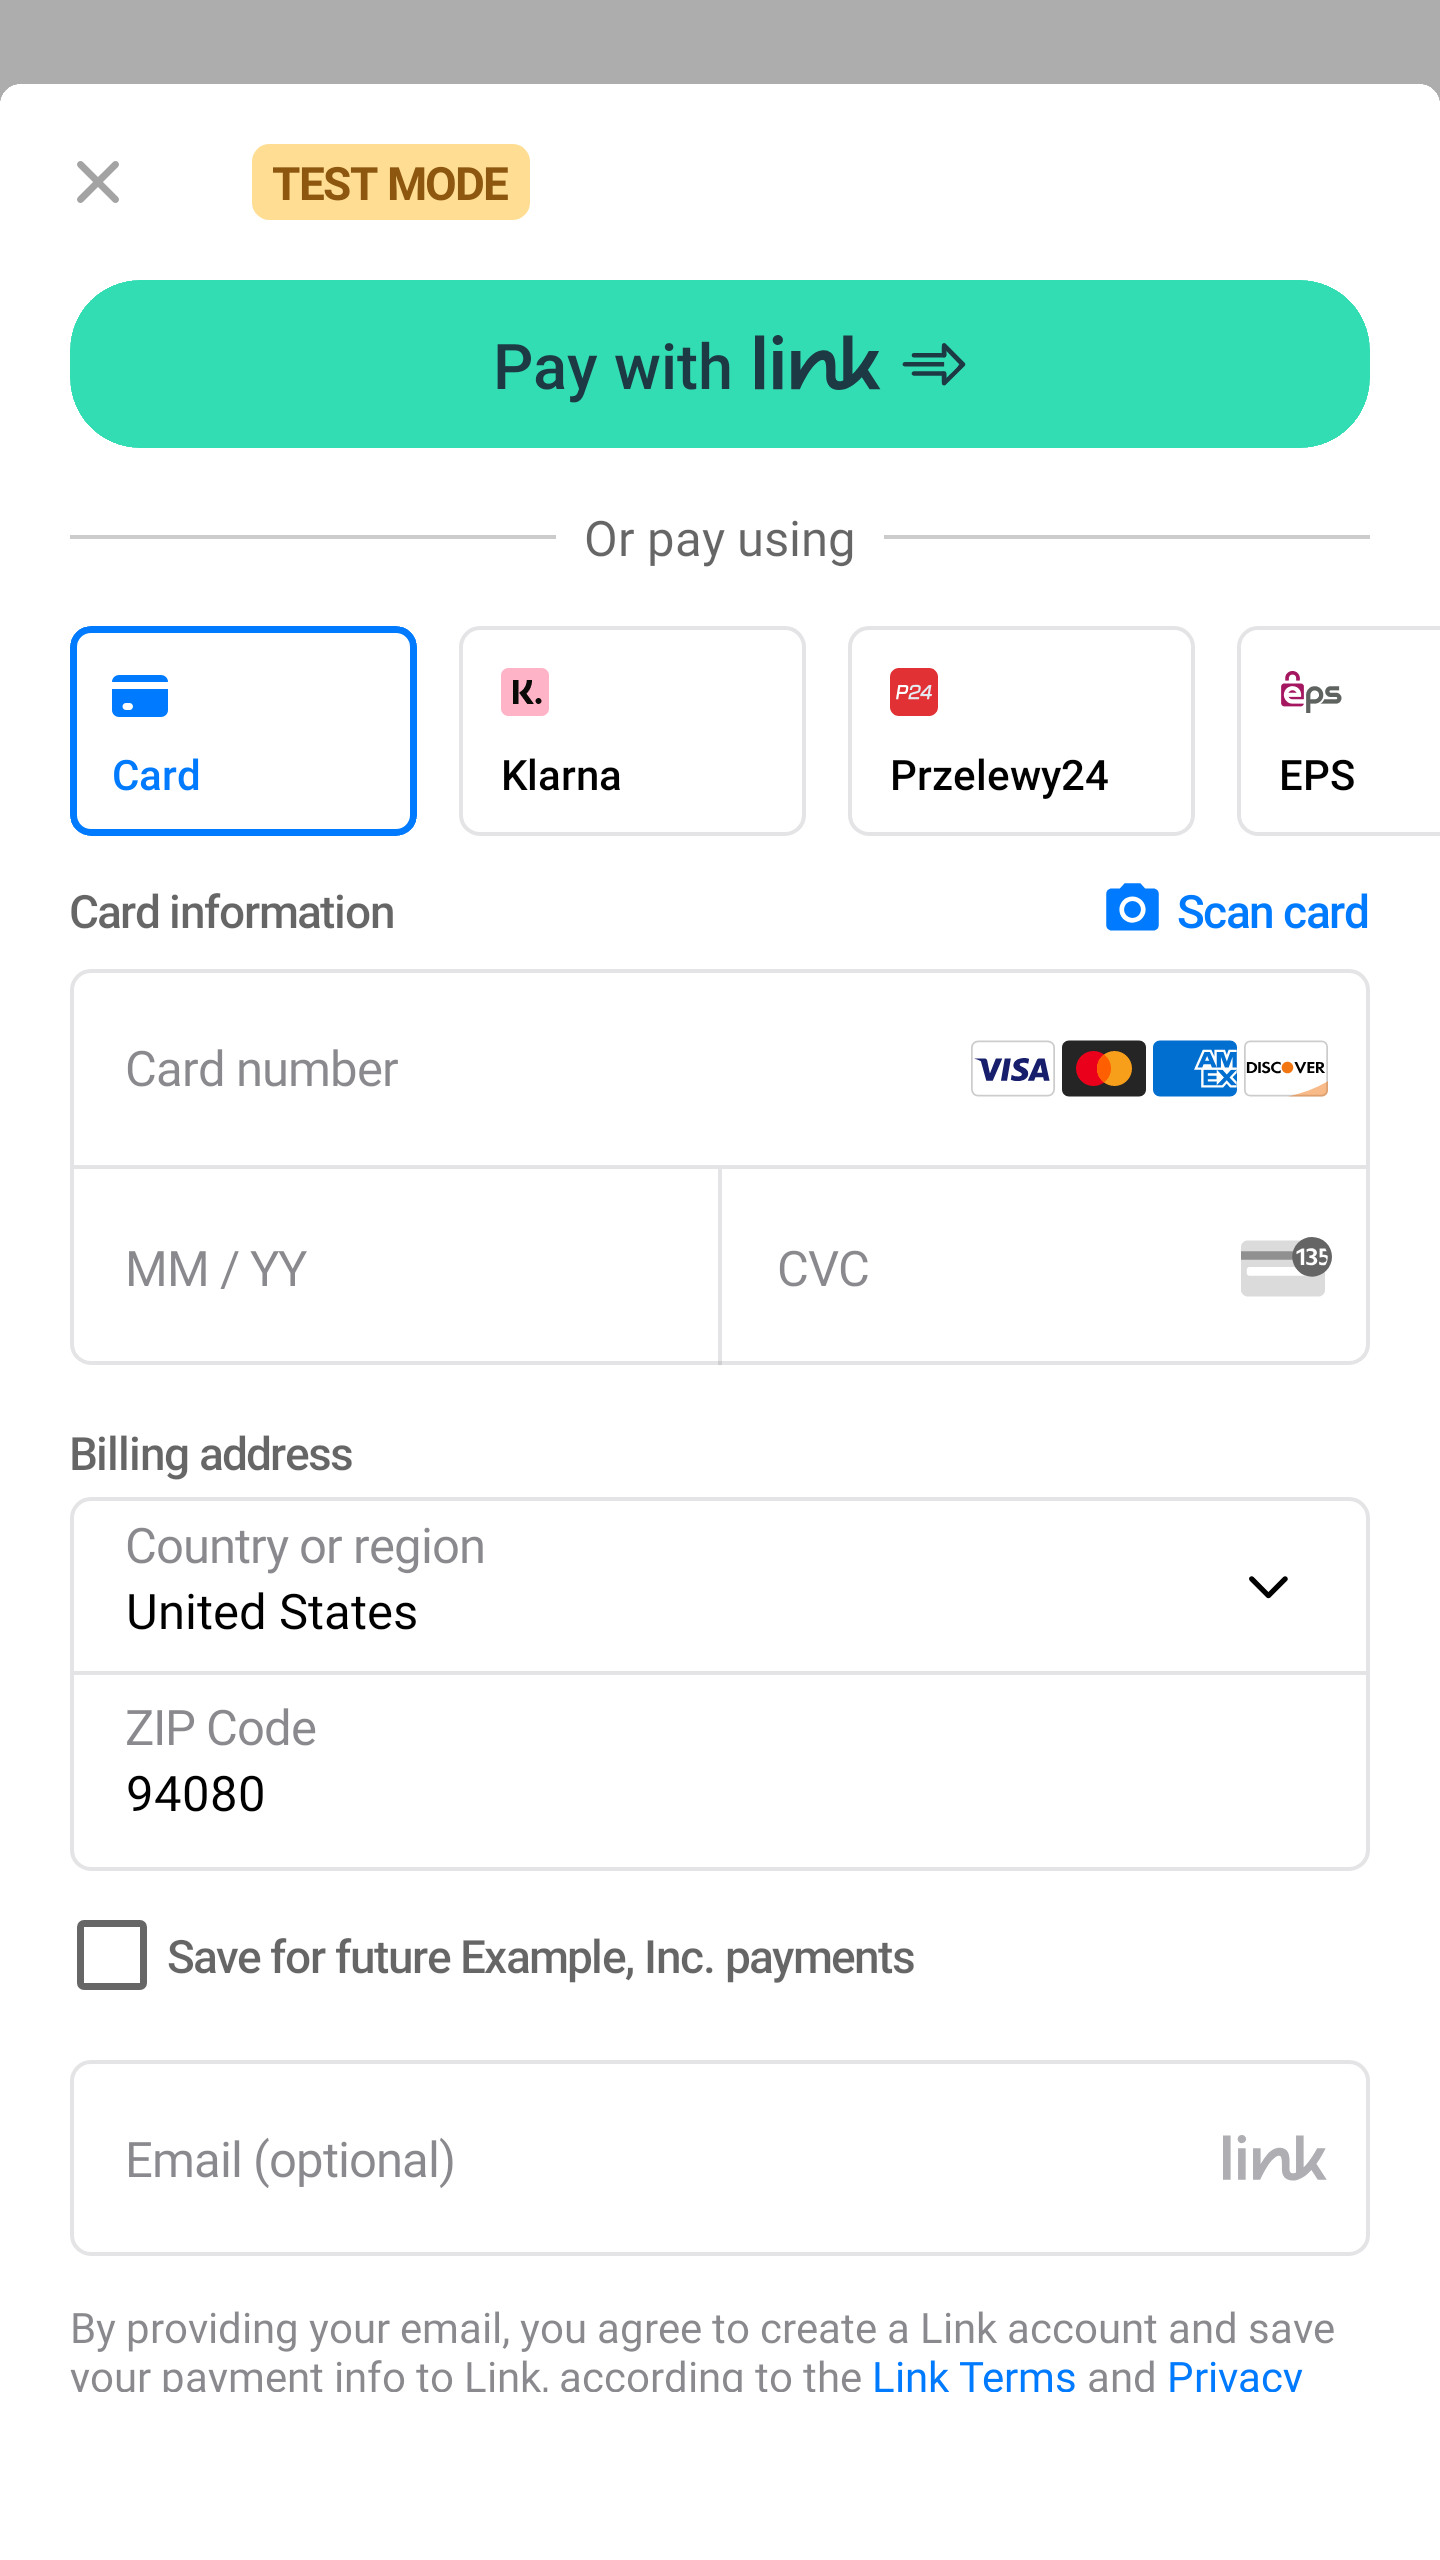 TEST MODE
Pay with link
Or pay using
K.
P24
eps
Card
Klarna
Przelewy24
EPS
Card information
Scan card
Card number
VISA
AM
EX
DISCOVER
MM / YY
CVC
135
Billing address
Country or region
United States
ZIP Code
94080
Save for future Example, Inc. payments
Email (optional)
link
By providing your email, you agree to create a Link account and save
your payment info to Link, according to the Link Terms and Privacy